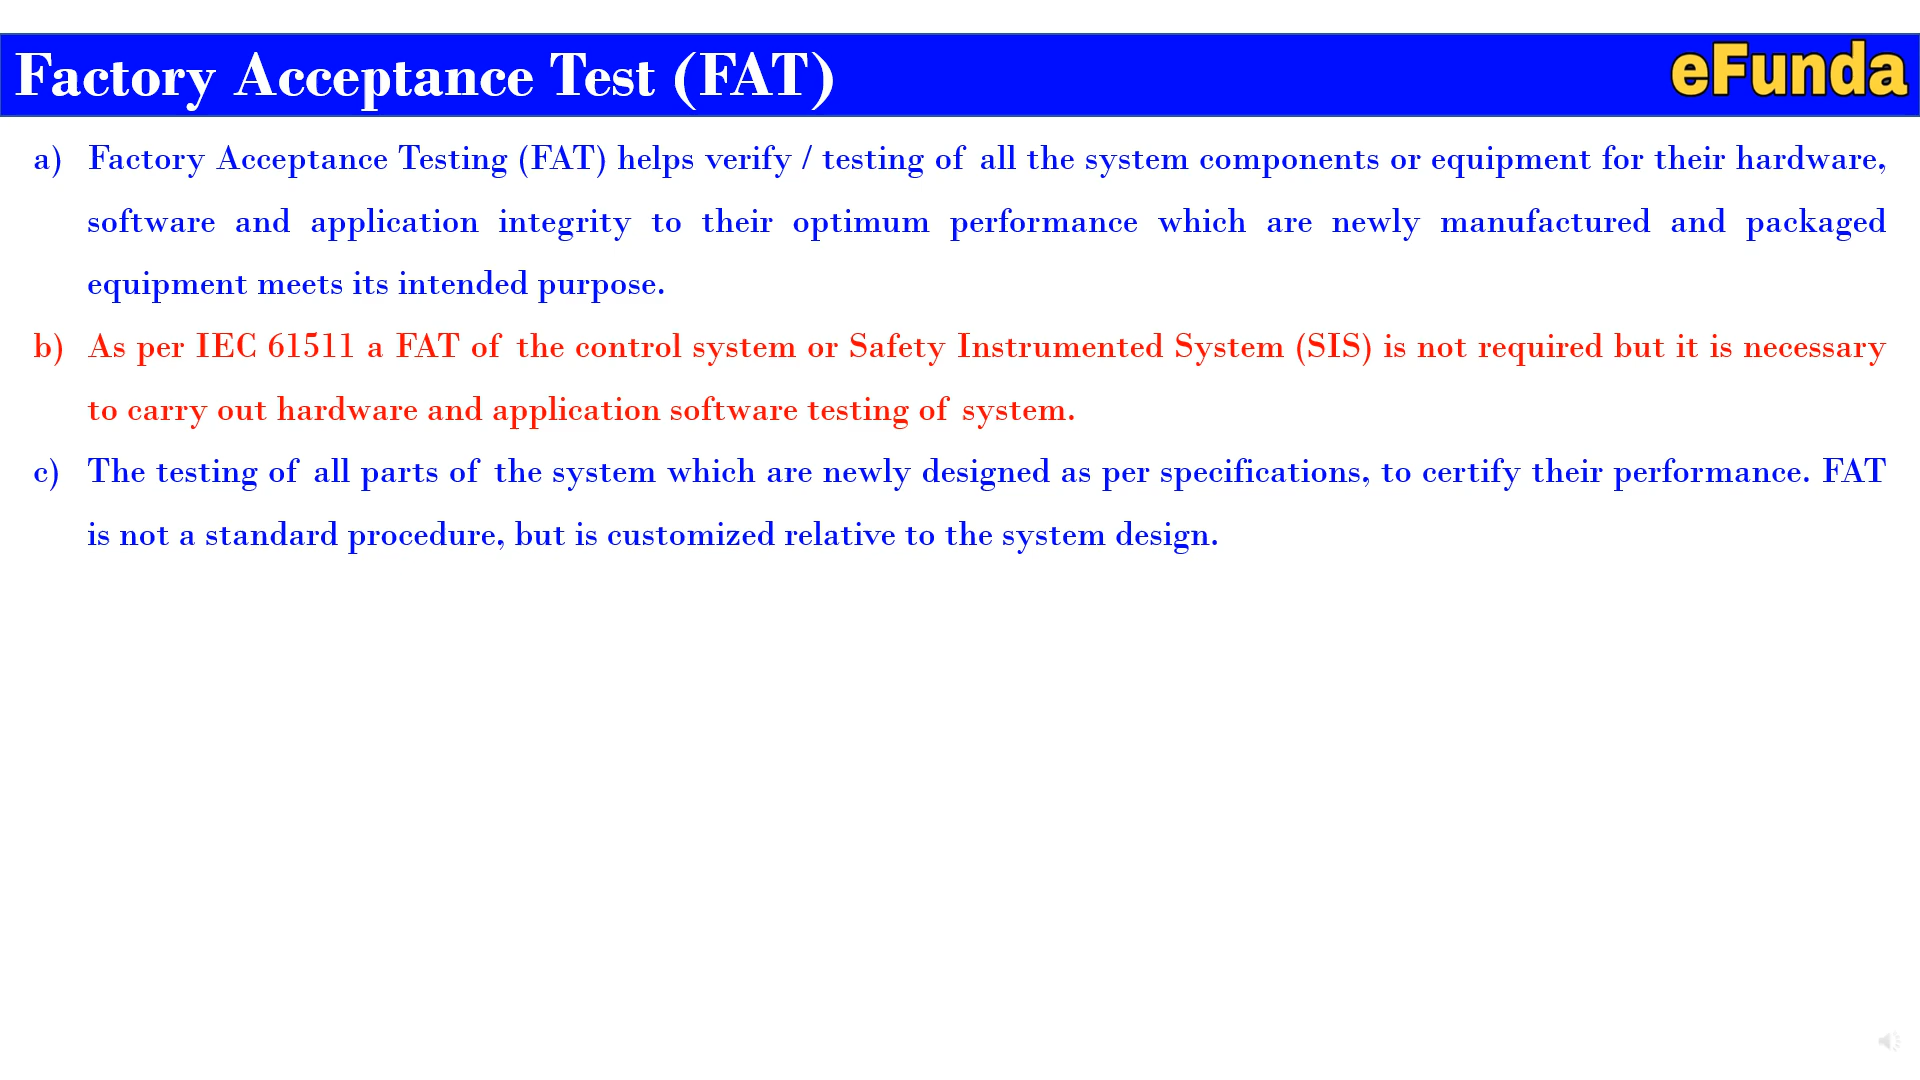 Factory Acceptance Test (FAT)
eFunda
a) Factory Acceptance Testing (FAT) helps verify / testing of all the system components or equipment for their hardware,
software and application integrity to their optimum performance which are newly manufactured and packaged
equipment meets its intended purpose.
b) As per IEC 61511 a FAT of the control system or Safety Instrumented System (SIS) is not required but it is necessary
to carry out hardware and application software testing of system.
c) The testing of all parts of the system which are newly designed as per specifications, to certify their performance. FAT
is not a standard procedure, but is customized relative to the system design.